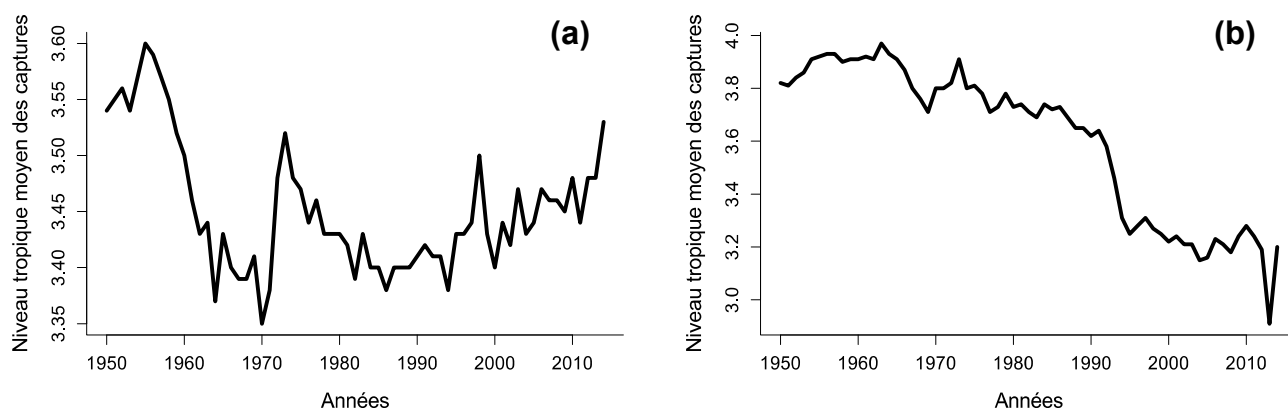 (a)
Niveau tropique moyen des captures
3.60
3.55
3.50
3.45
3.40
3.35
1950 1960 1970 1980 1990 2000 2010
Années
(b)
Niveau tropique moyen des captures
4.0
3.8
3.6
3.4
3.2
3.0
1950 1960 1970 1980 1990 2000 2010
Années